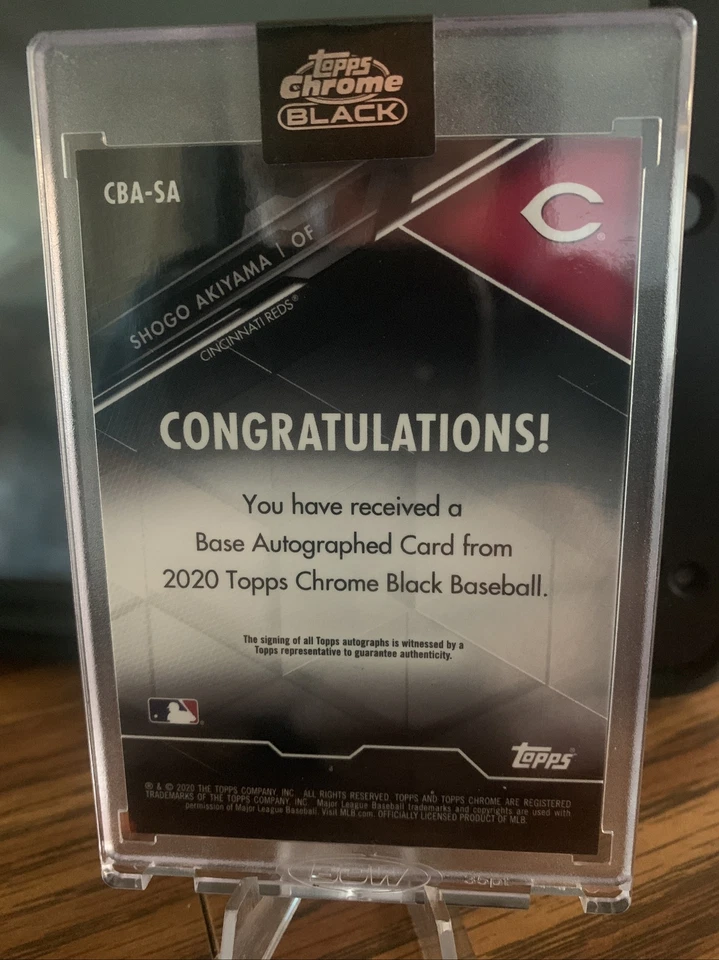 Topps
Chrome
BLACK
CBA-SA
C
SHOGO AKIYAMA | OF
CINCINNATI REDS®
CONGRATULATIONS!
You have received a
Base Autographed Card from
2020 Topps Chrome Black Baseball.
The signing of all Topps autographs is witnessed by a
Topps representative to guarantee authenticity.
Topps
® & © 2020 THE TOPPS COMPANY, INC. ALL RIGHTS RESERVED. TOPPS AND TOPPS CHROME ARE REGISTERED
TRADEMARKS OF THE TOPPS COMPANY, INC. Major League Baseball trademarks and copyrights are used with
permission of Major League Baseball. Visit MLB.com. OFFICIALLY LICENSED PRODUCT OF MLB.
BCW 35pt